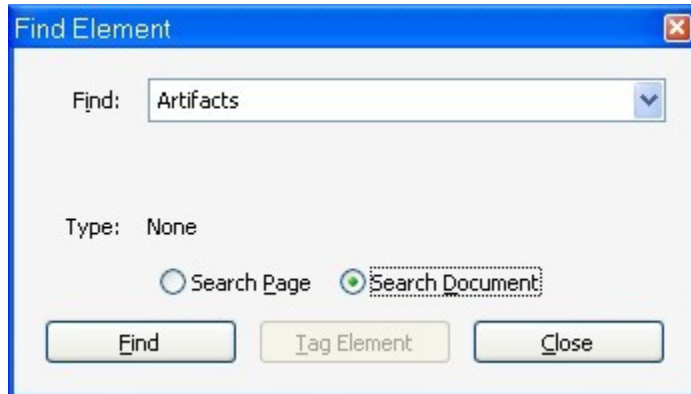 Find Element
Find: Artifacts
Type: None
Search Page Search Document
Find Tag Element Close